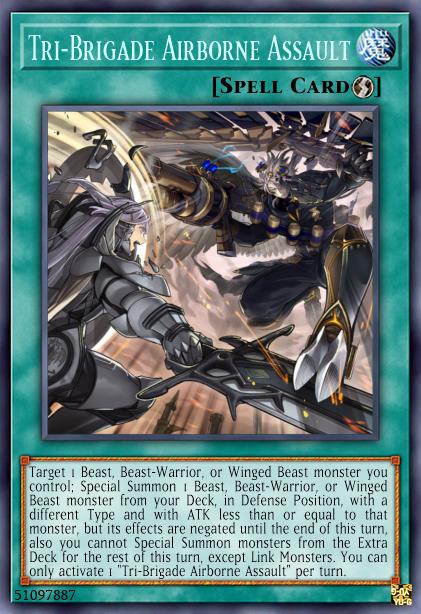 Tri-Brigade Airborne Assault 魔
[Spell Card]
Target 1 Beast, Beast-Warrior, or Winged Beast monster you
control; Special Summon 1 Beast, Beast-Warrior, or Winged
Beast monster from your Deck, in Defense Position, with a
different Type and with ATK less than or equal to that
monster, but its effects are negated until the end of this turn,
also you cannot Special Summon monsters from the Extra
Deck for the rest of this turn, except Link Monsters. You can
only activate 1 "Tri-Brigade Airborne Assault" per turn.
51097887